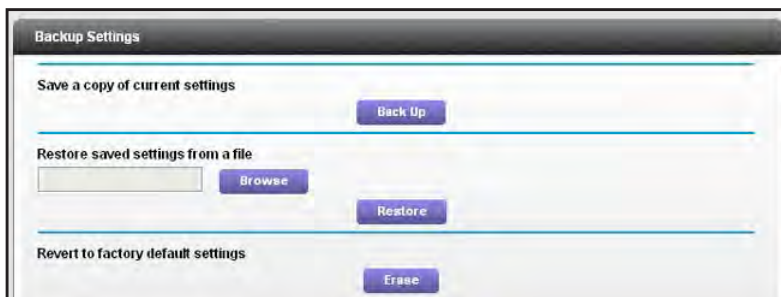 Backup Settings
Save a copy of current settings
Back Up
Restore saved settings from a file
Browse
Restore
Revert to factory default settings
Erase